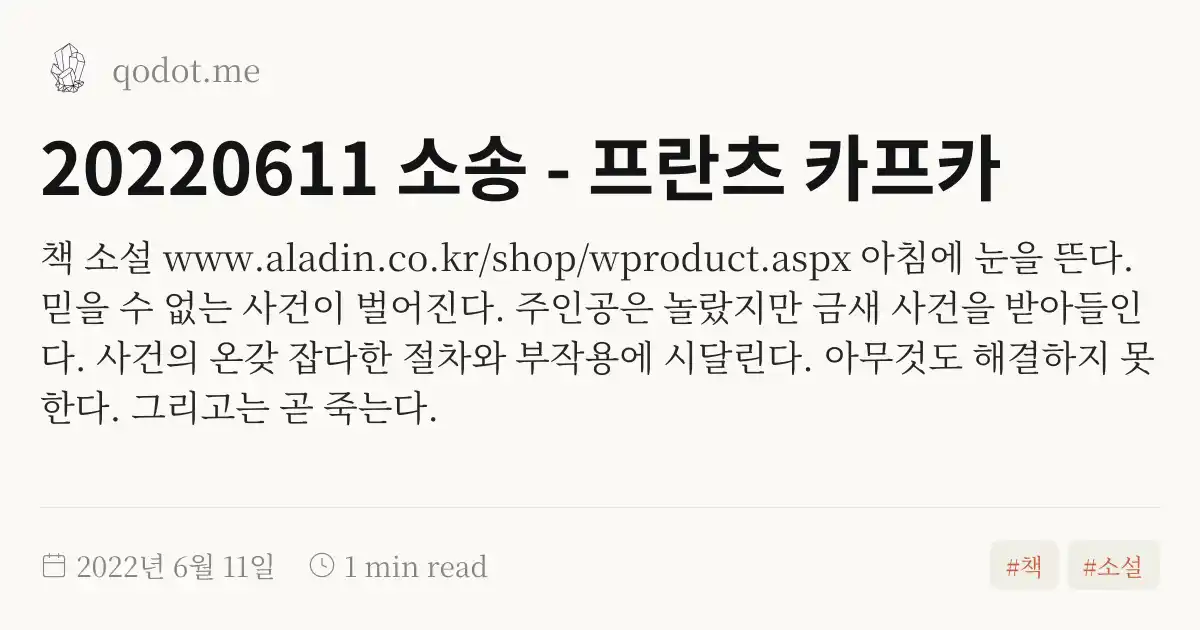 qodot.me
20220611 소송 - 프란츠 카프카
책 소설 www.aladin.co.kr/shop/wproduct.aspx 아침에 눈을 뜬다.
믿을 수 없는 사건이 벌어진다. 주인공은 놀랐지만 금새 사건을 받아들인
다. 사건의 온갖 잡다한 절차와 부작용에 시달린다. 아무것도 해결하지 못
한다. 그리고는 곧 죽는다.
2022년 6월 11일 1 min read #책 #소설